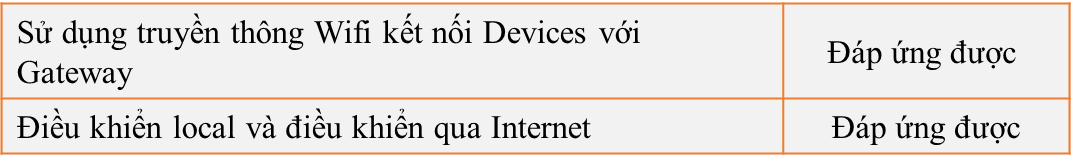 Sử dụng truyền thông Wifi kết nối Devices với
Gateway
Đáp ứng được
Điều khiển local và điều khiển qua Internet
Đáp ứng được